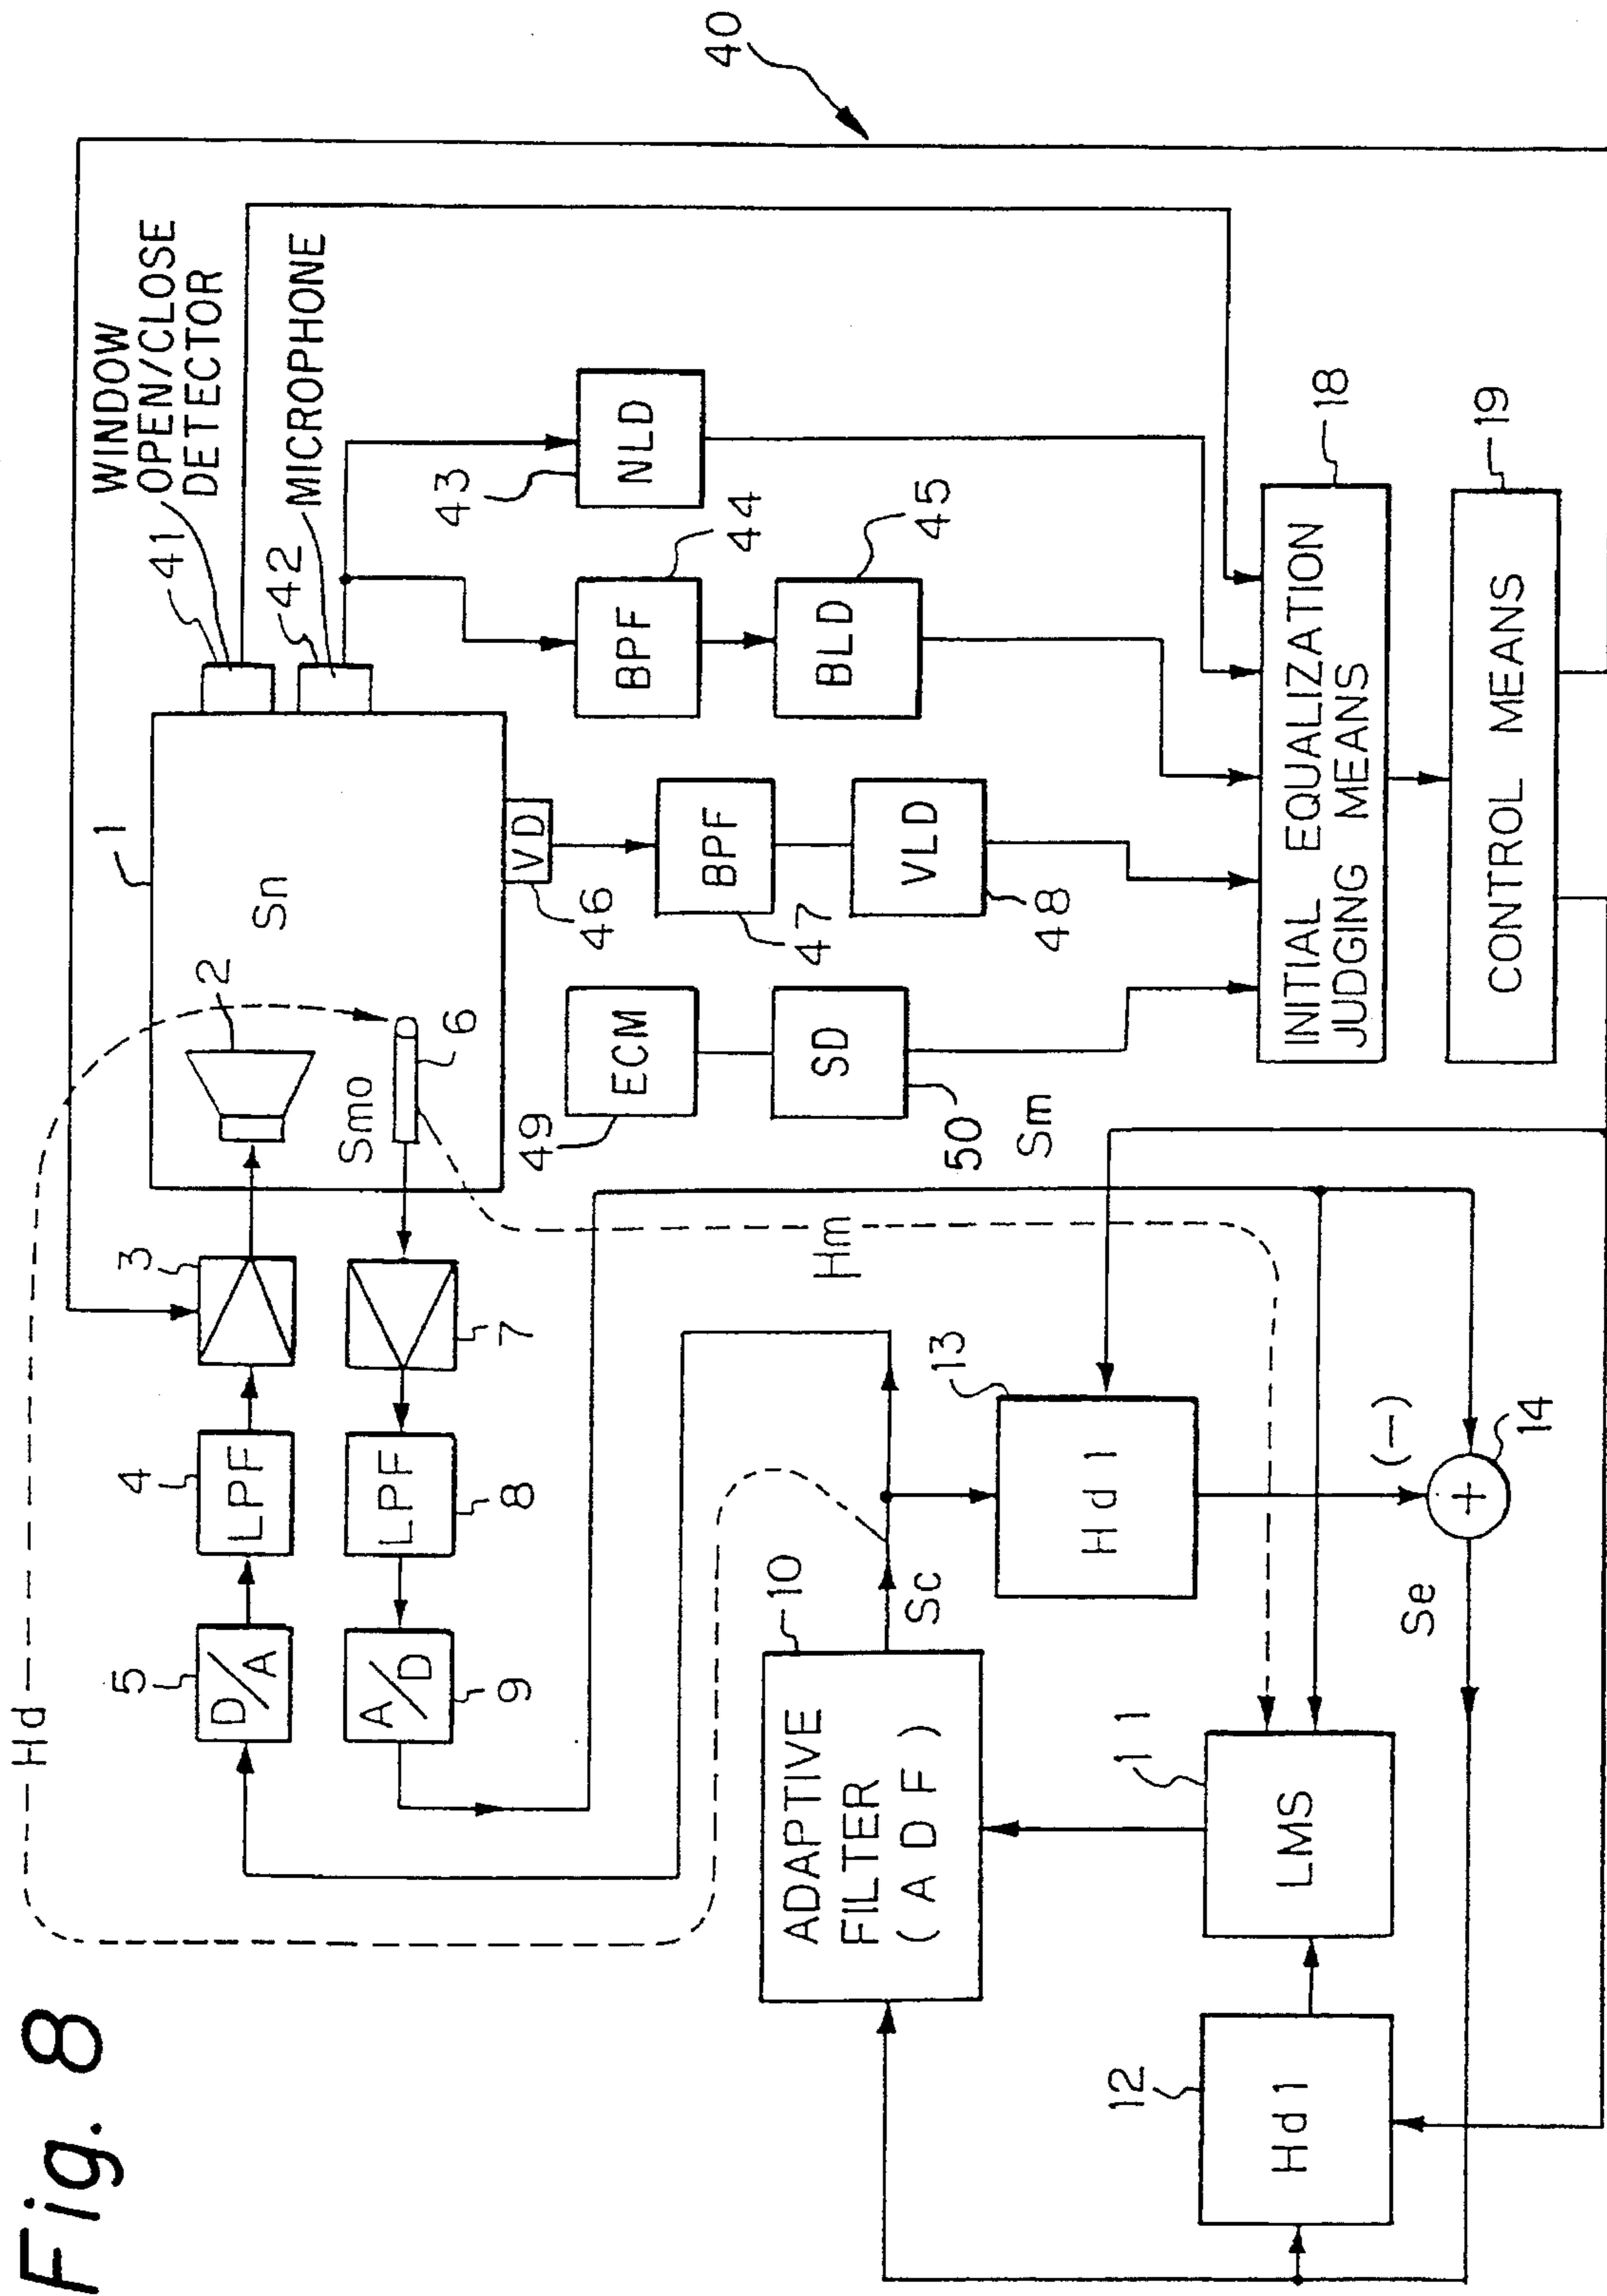 Fig. 8
40
WINDOW
OPEN/CLOSE
DETECTOR
41
42
MICROPHONE
1
Sn
2
Smo
6
VD
46
Hd
3
4
LPF
5
D/A
7
8
LPF
9
A/D
43
NLD
44
BPF
45
BLD
47
BPF
48
VLD
49
ECM
50
SD
Sm
Hm
10
ADAPTIVE
FILTER
(ADF)
Sc
13
Hd1
11
LMS
12
Hd1
(-)
+
14
Se
18
INITIAL EQUALIZATION
JUDGING MEANS
19
CONTROL MEANS